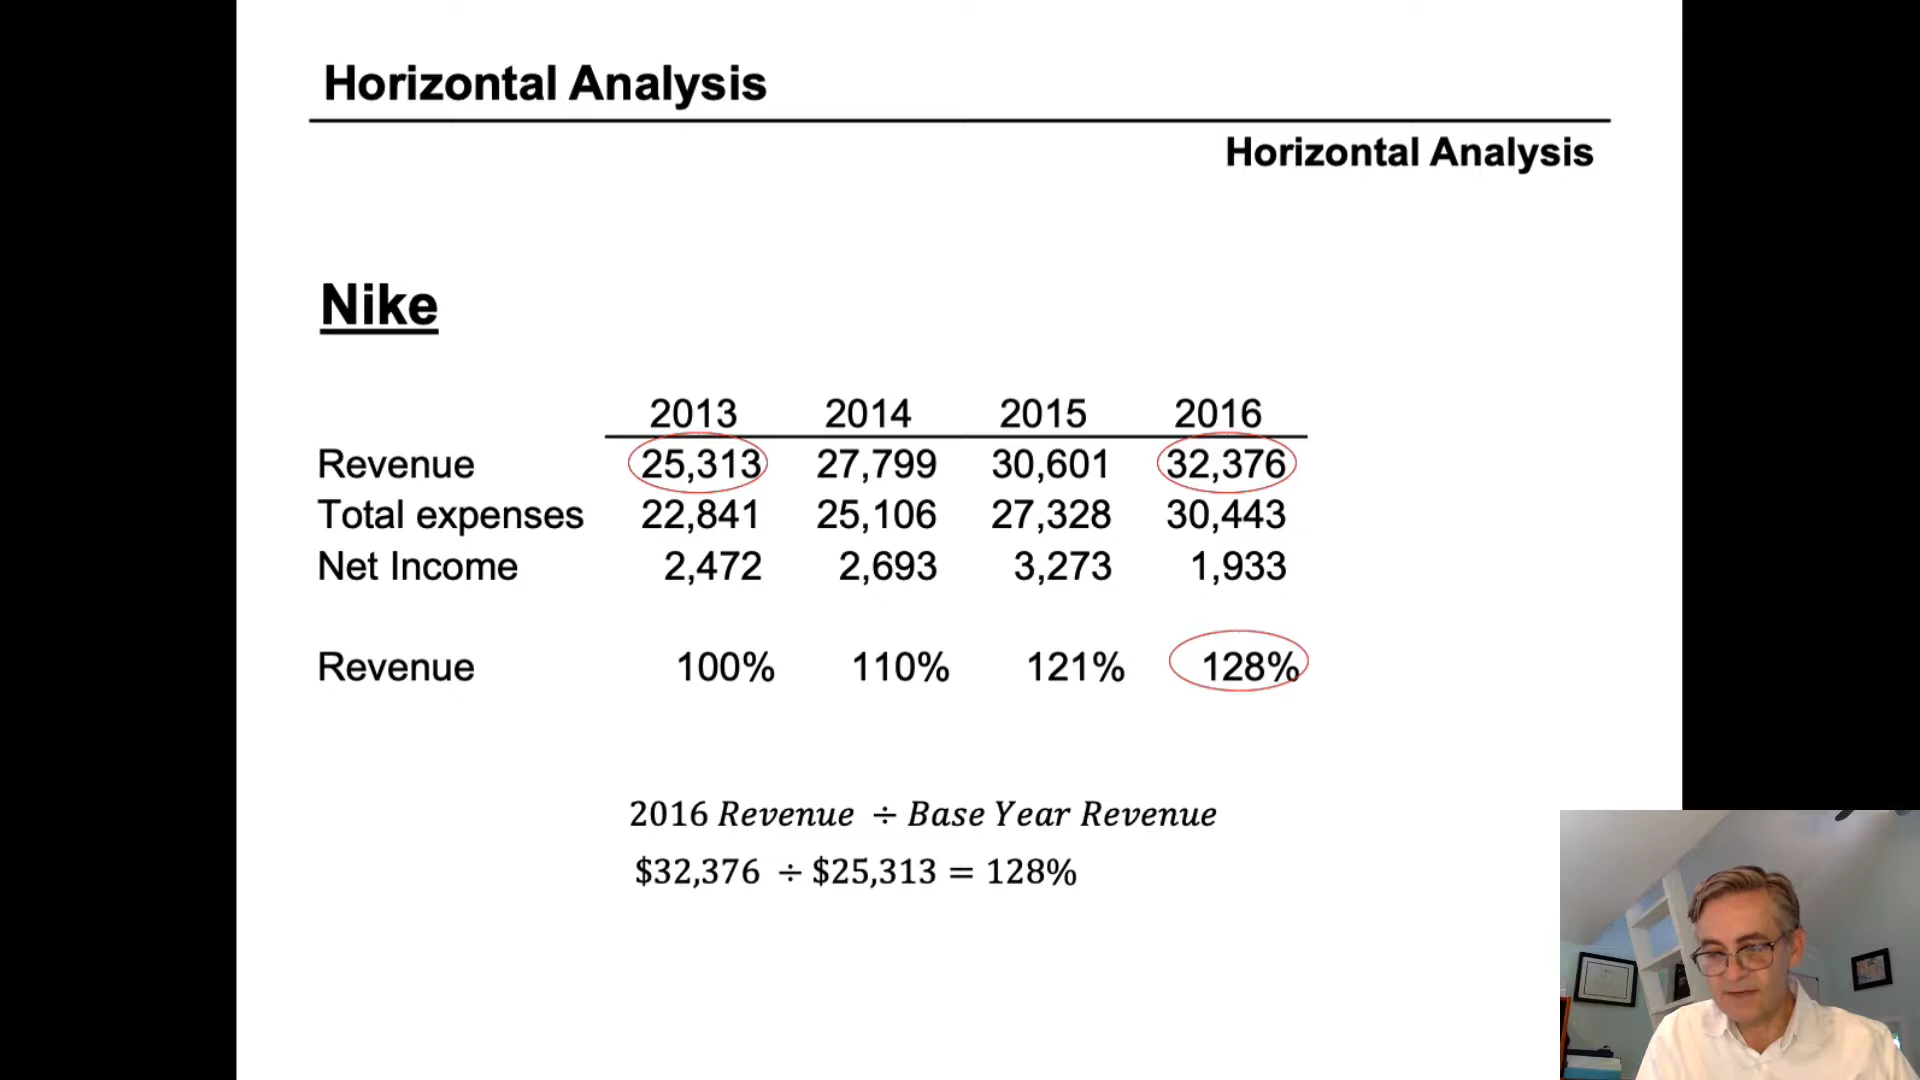 Horizontal Analysis
Horizontal Analysis
Nike
2013 2014 2015 2016
Revenue 25,313 27,799 30,601 32,376
Total expenses 22,841 25,106 27,328 30,443
Net Income 2,472 2,693 3,273 1,933
Revenue 100% 110% 121% 128%
2016 Revenue ÷ Base Year Revenue
$32,376 ÷ $25,313 = 128%